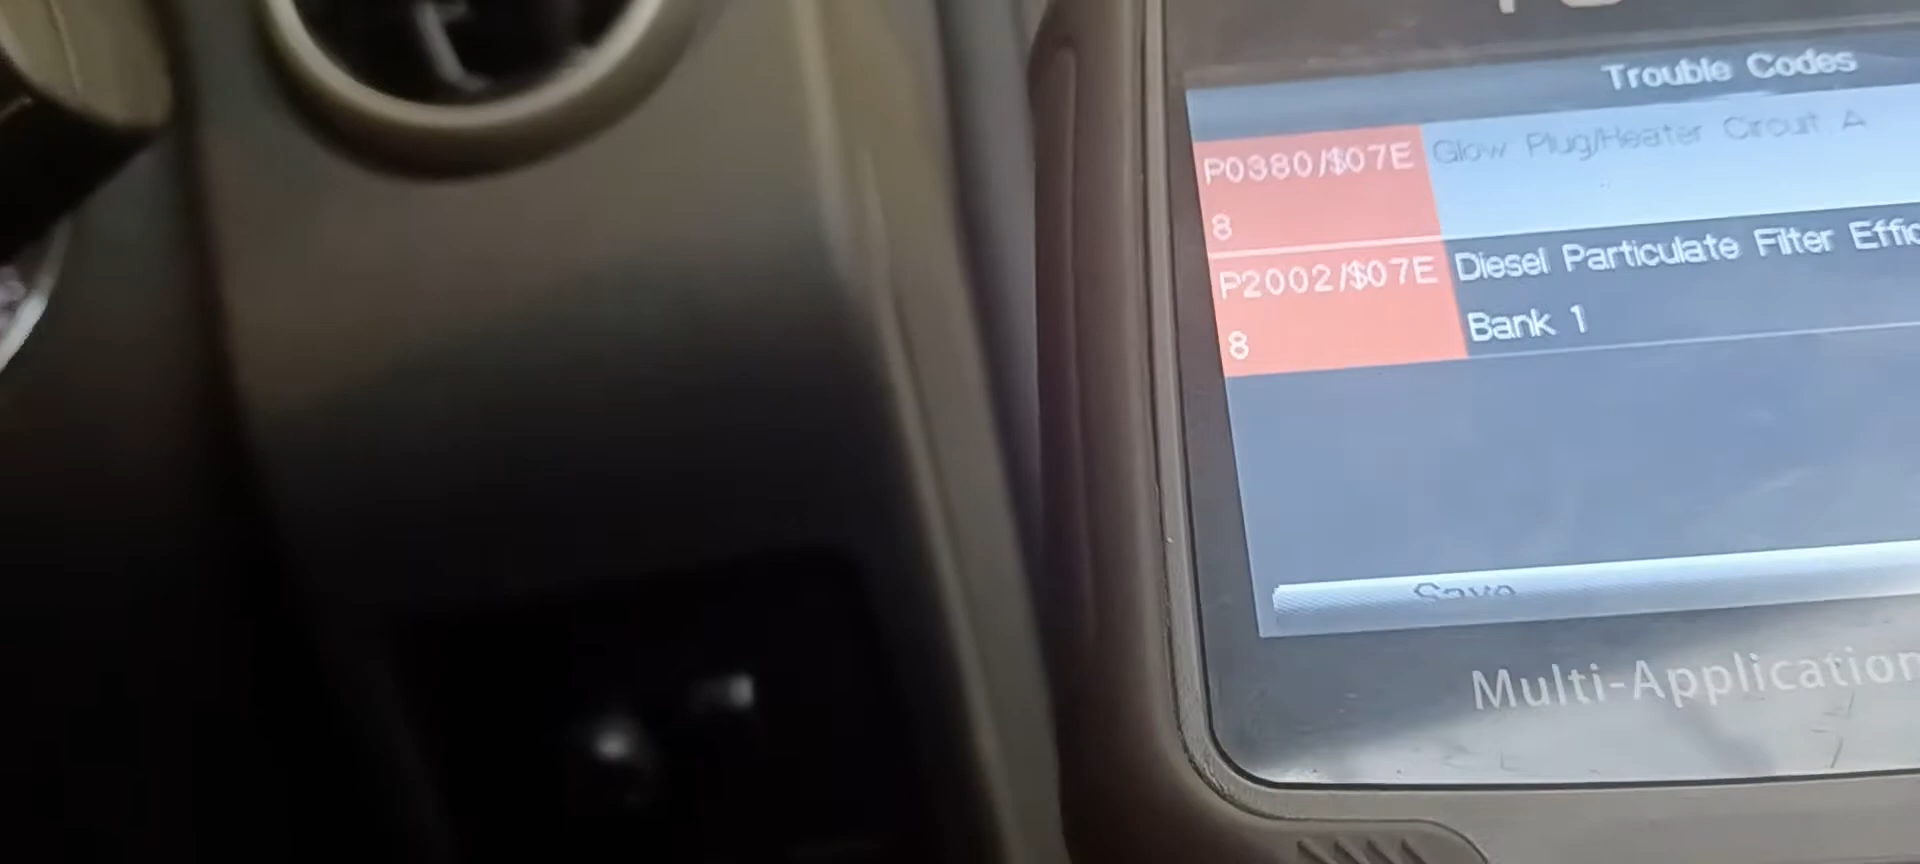 Trouble Codes
P0380/$07E
8
Glow Plug/Heater Circuit A
P2002/$07E
8
Diesel Particulate Filter
Bank 1
Save
Multi-Application